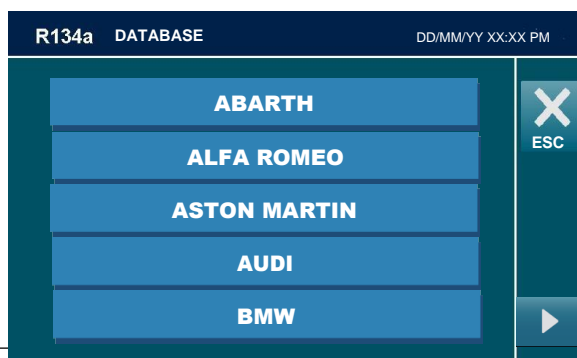 R134a DATABASE DD/MM/YY XX:XX PM
ABARTH
ESC
ALFA ROMEO
ASTON MARTIN
AUDI
BMW